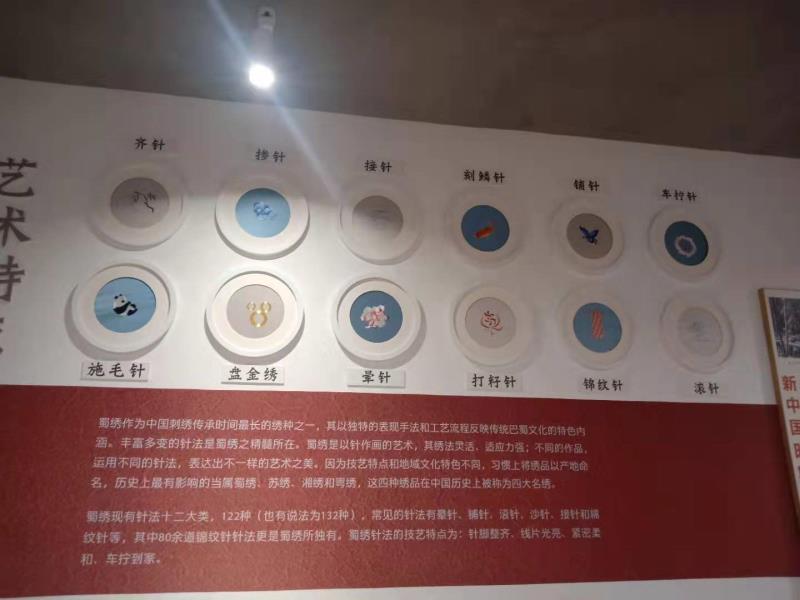 艺术特
齐针
掺针
接针
刻鳞针
铺针
车拧针
施毛针
盘金绣
晕针
打籽针
锦纹针
滚针
蜀绣作为中国刺绣传承时间最长的绣种之一，其以独特的表现手法和工艺流程反映传统巴蜀文化的特色内
涵。丰富多变的针法是蜀绣之精髓所在。蜀绣是以针作画的艺术，其绣法灵活，适应力强；不同的作品，
运用不同的针法，表达出不一样的艺术之美。因为技艺特点和地域文化特色不同，习惯上将绣品以产地命
名，历史上最有影响的当属蜀绣、苏绣、湘绣和粤绣，这四种绣品在中国历史上被称为四大名绣。
蜀绣现有针法十二大类，122种（也有说法为132种），常见的针法有晕针、铺针、滚针、沙针、接针和锦
纹针等，其中80余道锦纹针针法更是蜀绣所独有。蜀绣针法的技艺特点为：针脚整齐、线片光亮、紧密柔
和、车拧到家。
新
中
国